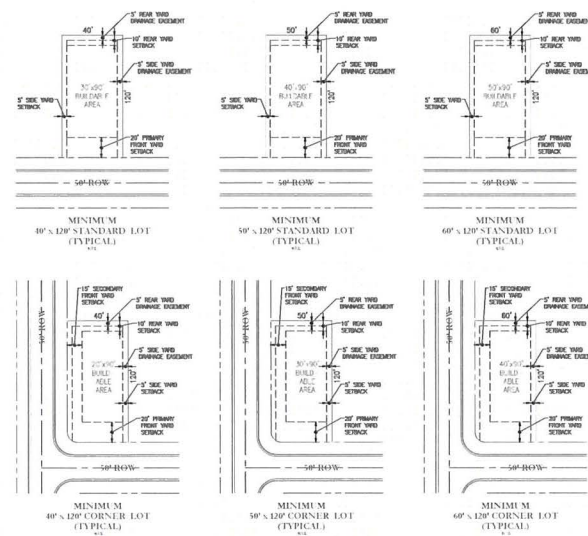 40'
5' REAR YARD
DRAINAGE EASEMENT
10' REAR YARD
SETBACK
5' SIDE YARD
DRAINAGE EASEMENT
30'x90'
BUILDABLE
AREA
120'
5' SIDE YARD
SETBACK
20' PRIMARY
FRONT YARD
SETBACK
50' ROW
MINIMUM
40' x 120' STANDARD LOT
(TYPICAL)
50'
5' REAR YARD
DRAINAGE EASEMENT
10' REAR YARD
SETBACK
5' SIDE YARD
DRAINAGE EASEMENT
40'x90'
BUILDABLE
AREA
120'
5' SIDE YARD
SETBACK
20' PRIMARY
FRONT YARD
SETBACK
50' ROW
MINIMUM
50' x 120' STANDARD LOT
(TYPICAL)
60'
5' REAR YARD
DRAINAGE EASEMEN
10' REAR YARD
SETBACK
5' SIDE YARD
DRAINAGE EASE
50'x90'
BUILDABLE
AREA
120'
5' SIDE YARD
SETBACK
20' PRIMARY
FRONT YARD
SETBACK
50' ROW
MINIMUM
60' x 120' STANDARD LOT
(TYPICAL)
15' SECONDARY
FRONT YARD
SETBACK
40'
5' REAR YARD
DRAINAGE EASEMENT
10' REAR YARD
SETBACK
50' ROW
5' SIDE YARD
DRAINAGE EASEMENT
20'x90'
BUILD
ABLE
AREA
120'
5' SIDE YARD
SETBACK
20' PRIMARY
FRONT YARD
SETBACK
50' ROW
MINIMUM
40' x 120' CORNER LOT
(TYPICAL)
15' SECONDARY
FRONT YARD
SETBACK
50'
5' REAR YARD
DRAINAGE EASEMENT
10' REAR YARD
SETBACK
50' ROW
5' SIDE YARD
DRAINAGE EASEMENT
30'x90'
BUILD
ABLE
AREA
120'
5' SIDE YARD
SETBACK
20' PRIMARY
FRONT YARD
SETBACK
50' ROW
MINIMUM
50' x 120' CORNER LOT
(TYPICAL)
15' SECONDARY
FRONT YARD
SETBACK
60'
5' REAR YARD
DRAINAGE EASEMEN
10' REAR YARD
SETBACK
50' ROW
5' SIDE YARD
DRAINAGE EASE
40'x90'
BUILD
ABLE
AREA
120'
5' SIDE YARD
SETBACK
20' PRIMARY
FRONT YARD
SETBACK
50' ROW
MINIMUM
60' x 120' CORNER LOT
(TYPICAL)